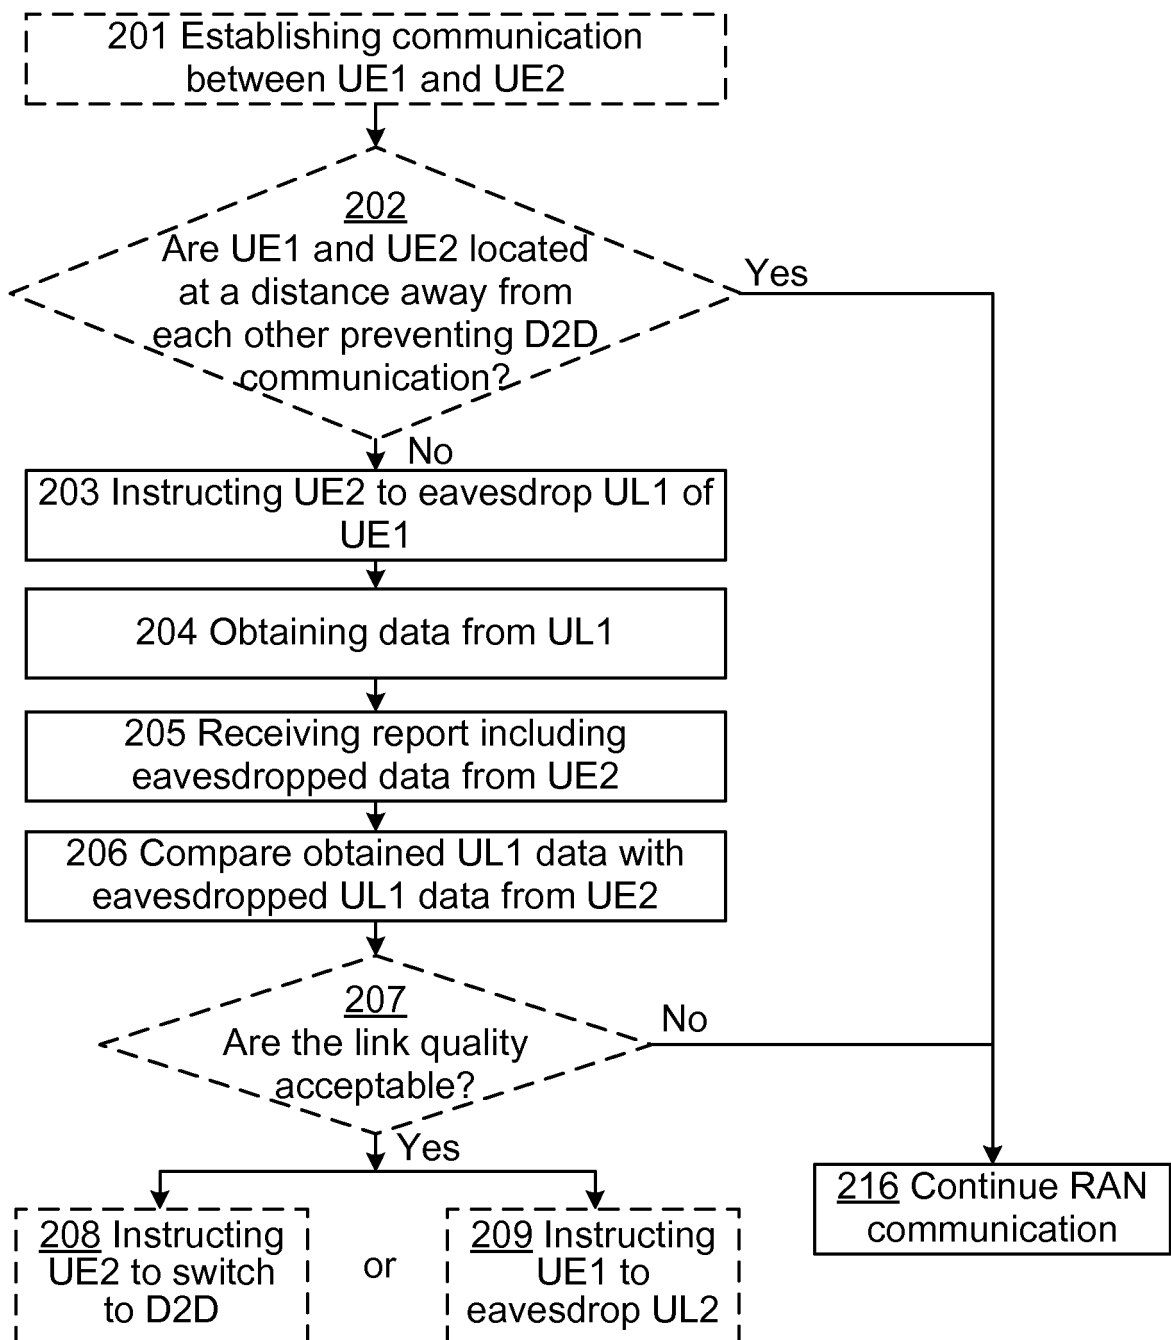 201 Establishing communication
between UE1 and UE2
202
Are UE1 and UE2 located
at a distance away from
each other preventing D2D
communication?
Yes
No
203 Instructing UE2 to eavesdrop UL1 of
UE1
204 Obtaining data from UL1
205 Receiving report including
eavesdropped data from UE2
206 Compare obtained UL1 data with
eavesdropped UL1 data from UE2
207
Are the link quality
acceptable?
No
Yes
208 Instructing
UE2 to switch
to D2D
or
209 Instructing
UE1 to
eavesdrop UL2
216 Continue RAN
communication